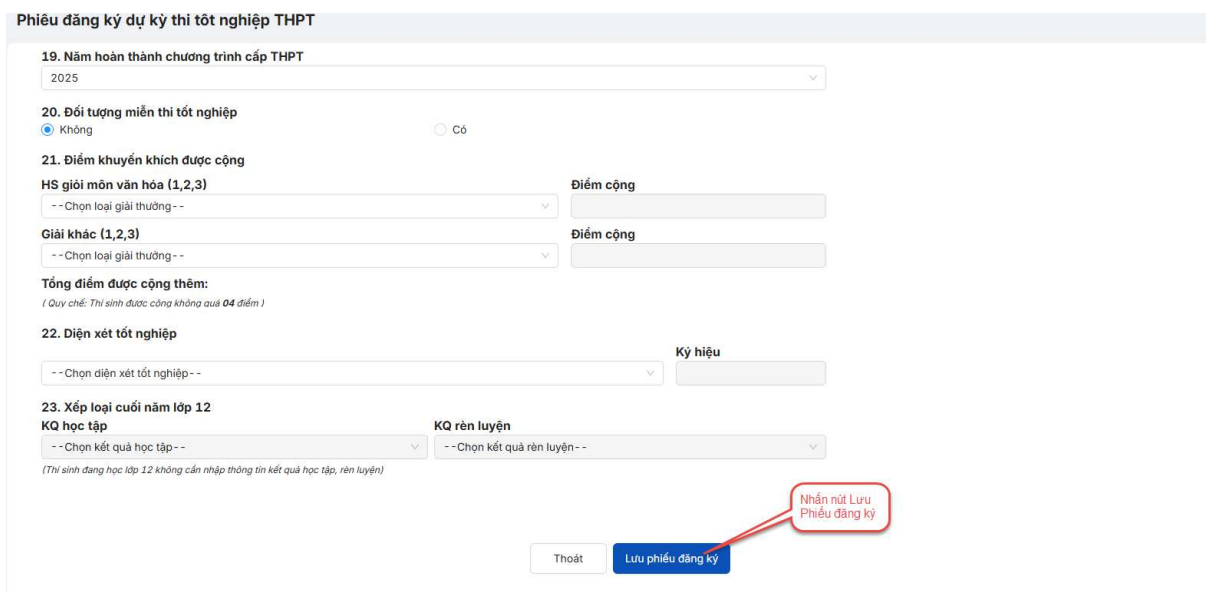 Phiếu đăng ký dự kỳ thi tốt nghiệp THPT
19. Năm hoàn thành chương trình cấp THPT
2025
20. Đối tượng miễn thi tốt nghiệp
Không Có
21. Điểm khuyến khích được cộng
HS giỏi môn văn hóa (1,2,3) Điểm cộng
--Chọn loại giải thưởng--
Giải khác (1,2,3) Điểm cộng
--Chọn loại giải thưởng--
Tổng điểm được cộng thêm:
( Quy chế: Thí sinh được cộng không quá 04 điểm )
22. Diện xét tốt nghiệp
Ký hiệu
--Chọn diện xét tốt nghiệp--
23. Xếp loại cuối năm lớp 12
KQ học tập KQ rèn luyện
--Chọn kết quả học tập-- --Chọn kết quả rèn luyện--
(Thí sinh đang học lớp 12 không cần nhập thông tin kết quả học tập, rèn luyện)
Nhấn nút Lưu
Phiếu đăng ký
Thoát Lưu phiếu đăng ký